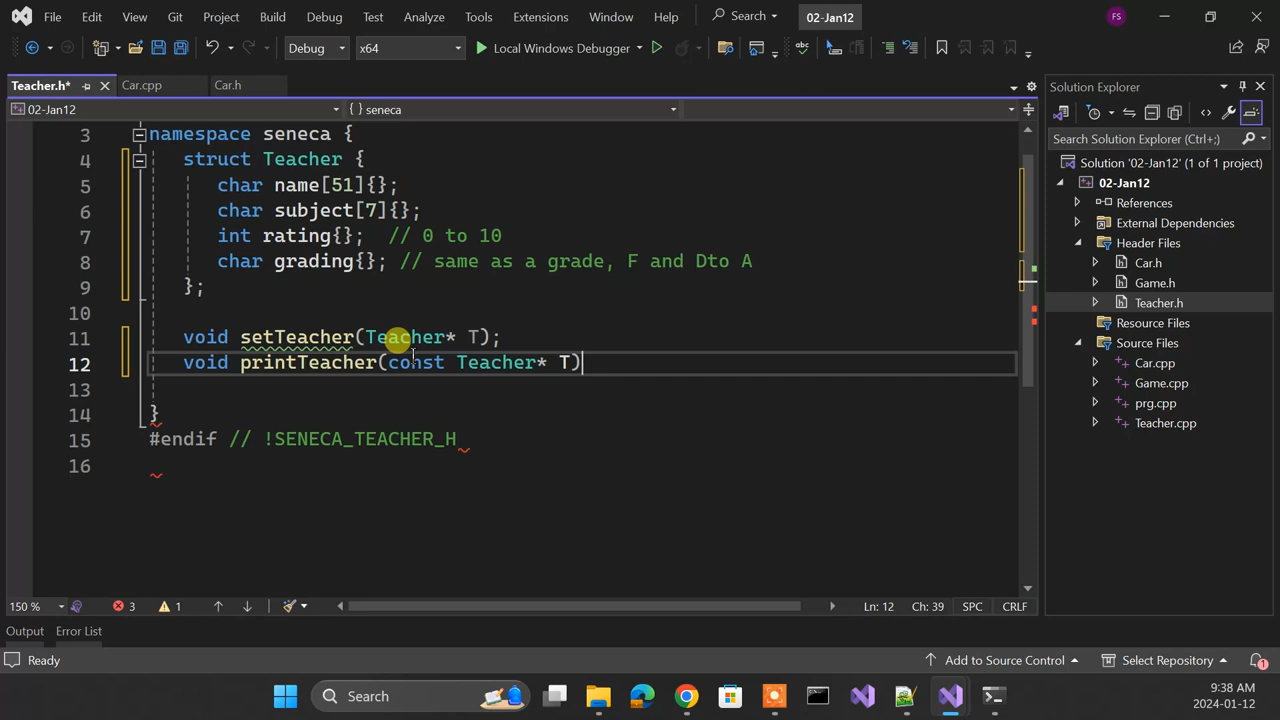 File Edit View Git Project Build Debug Test Analyze Tools Extensions Window Help Search 02-Jan12 FS
Debug x64 Local Windows Debugger
Teacher.h* Car.cpp Car.h
Solution Explorer
02-Jan12 { } seneca
Search Solution Explorer (Ctrl+;)
3 namespace seneca {
4 struct Teacher {
5 char name[51]{};
6 char subject[7]{};
7 int rating{}; // 0 to 10
8 char grading{}; // same as a grade, F and Dto A
9 };
10
11 void setTeacher(Teacher* T);
12 void printTeacher(const Teacher* T)
13
14 }
15 #endif // !SENECA_TEACHER_H
16
Solution '02-Jan12' (1 of 1 project)
02-Jan12
References
External Dependencies
Header Files
Car.h
Game.h
Teacher.h
Resource Files
Source Files
Car.cpp
Game.cpp
prg.cpp
Teacher.cpp
150 % 3 1 Ln: 12 Ch: 39 SPC CRLF
Output Error List
Ready Add to Source Control Select Repository 1
Search 9:38 AM
2024-01-12